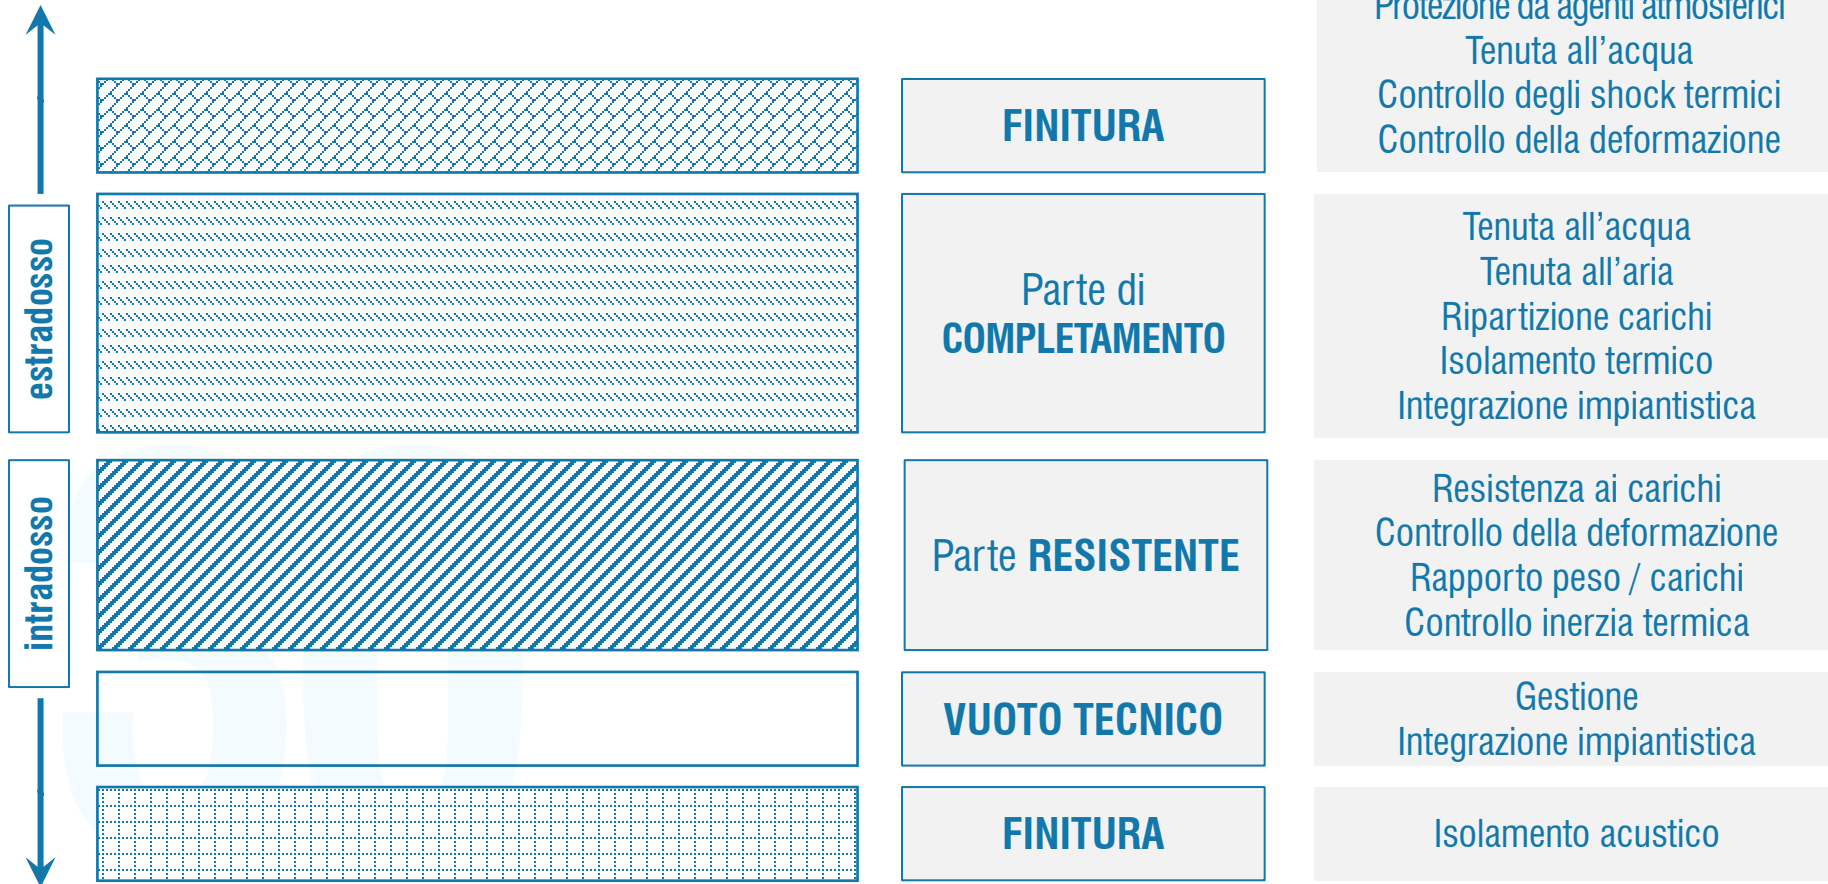 Protezione da agenti atmosferici
Tenuta all’acqua
Controllo degli shock termici
Controllo della deformazione
FINITURA
estradosso
Parte di
COMPLETAMENTO
Tenuta all’acqua
Tenuta all’aria
Ripartizione carichi
Isolamento termico
Integrazione impiantistica
intradosso
Parte RESISTENTE
Resistenza ai carichi
Controllo della deformazione
Rapporto peso / carichi
Controllo inerzia termica
VUOTO TECNICO
Gestione
Integrazione impiantistica
FINITURA
Isolamento acustico
30